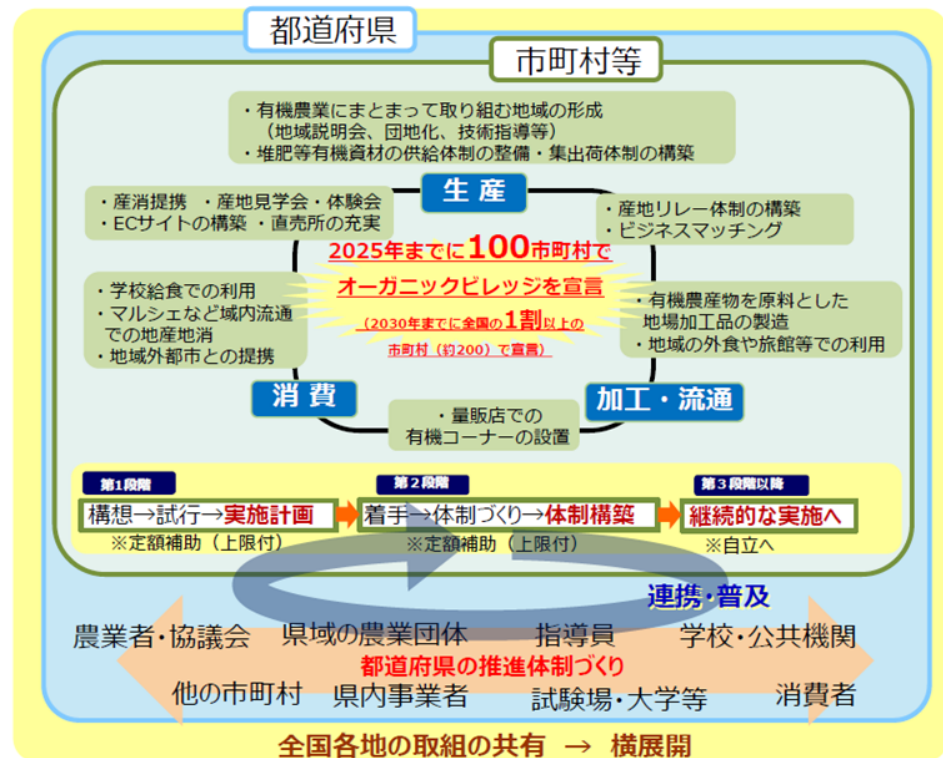 都道府県
市町村等
・有機農業にまとまって取り組む地域の形成
（地域説明会、団地化、技術指導等）
・堆肥等有機資材の供給体制の整備・集出荷体制の構築
生 産
・産消提携 ・産地見学会・体験会
・ECサイトの構築 ・直売所の充実
・産地リレー体制の構築
・ビジネスマッチング
2025年までに100市町村で
オーガニックビレッジを宣言
（2030年までに全国の1割以上の
市町村（約200）で宣言）
・学校給食での利用
・マルシェなど域内流通
での地産地消
・地域外都市との提携
・有機農産物を原料とした
地場加工品の製造
・地域の外食や旅館等での利用
消 費
加工・流通
・量販店での
有機コーナーの設置
第1段階
構想→試行→実施計画
※定額補助（上限付）
第２段階
着手→体制づくり→体制構築
※定額補助（上限付）
第３段階以降
継続的な実施へ
※自立へ
連携・普及
農業者・協議会 県域の農業団体 指導員 学校・公共機関
都道府県の推進体制づくり
他の市町村 県内事業者 試験場・大学等 消費者
全国各地の取組の共有 → 横展開